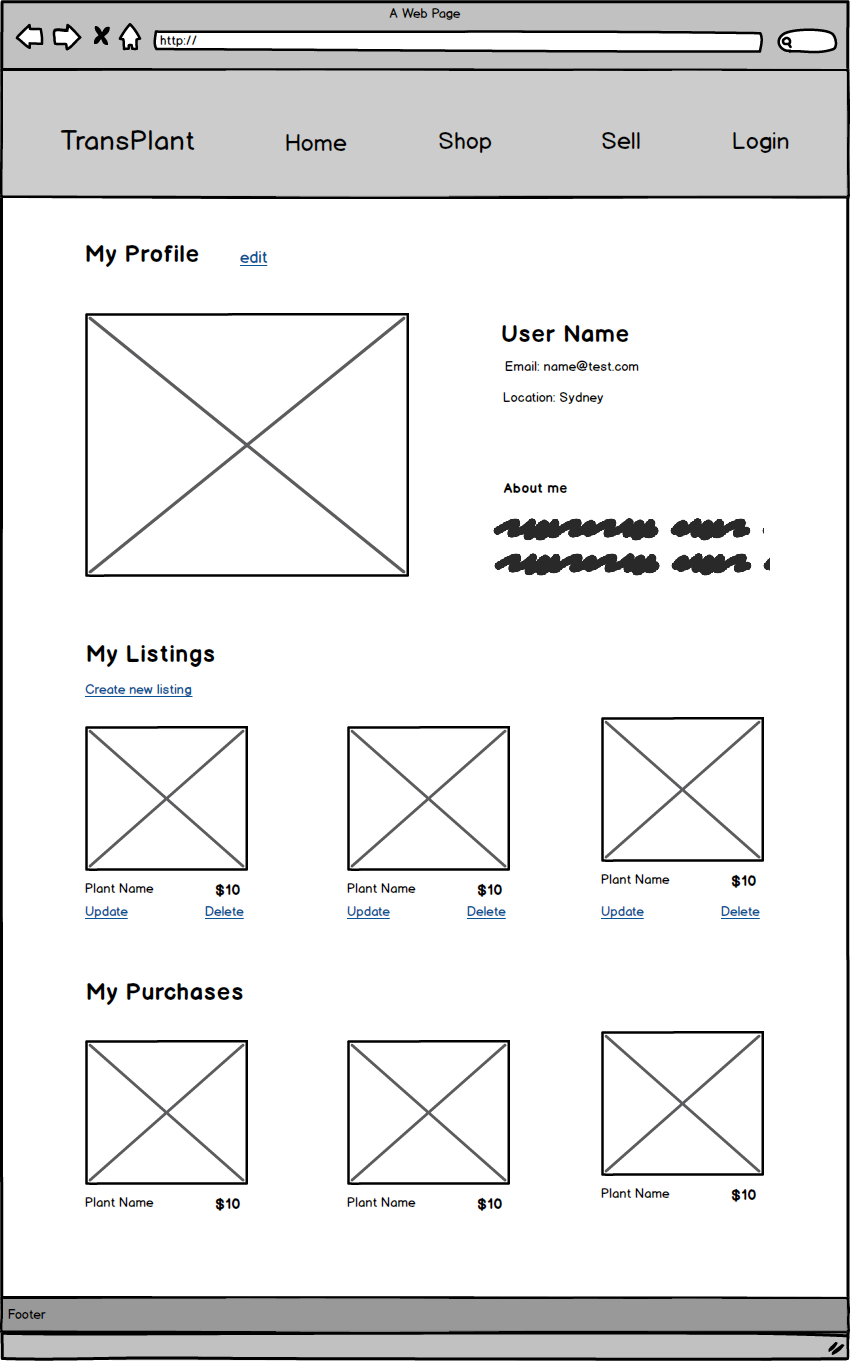 A Web Page
http://
TransPlant Home Shop Sell Login
My Profile edit
User Name
Email: name@test.com
Location: Sydney
About me
My Listings
Create new listing
Plant Name $10 Plant Name $10 Plant Name $10
Update Delete Update Delete Update Delete
My Purchases
Plant Name $10 Plant Name $10 Plant Name $10
Footer